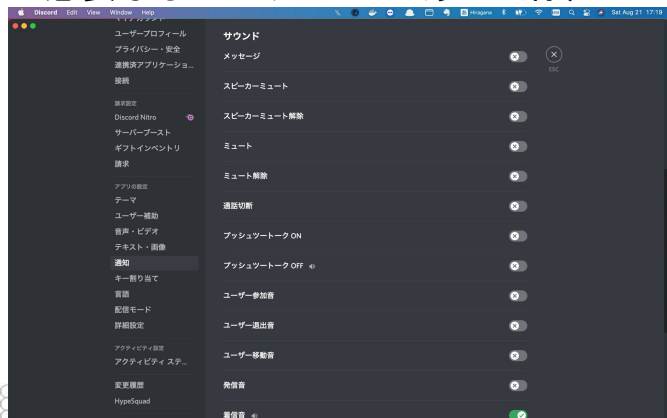 Discord Edit View Window Help
Hiragana
Sat Aug 21 17:19
ユーザープロフィール
プライバシー・安全
連携済アプリケーショ...
接続
請求設定
Discord Nitro
サーバーブースト
ギフトインベントリ
請求
アプリの設定
テーマ
ユーザー補助
音声・ビデオ
テキスト・画像
通知
キー割り当て
言語
配信モード
詳細設定
アクティビティ設定
アクティビティ ステ...
変更履歴
HypeSquad
サウンド
メッセージ
スピーカーミュート
スピーカーミュート解除
ミュート
ミュート解除
通話切断
プッシュツートーク ON
プッシュツートーク OFF
ユーザー参加音
ユーザー退出音
ユーザー移動音
発信音
着信音
ESC